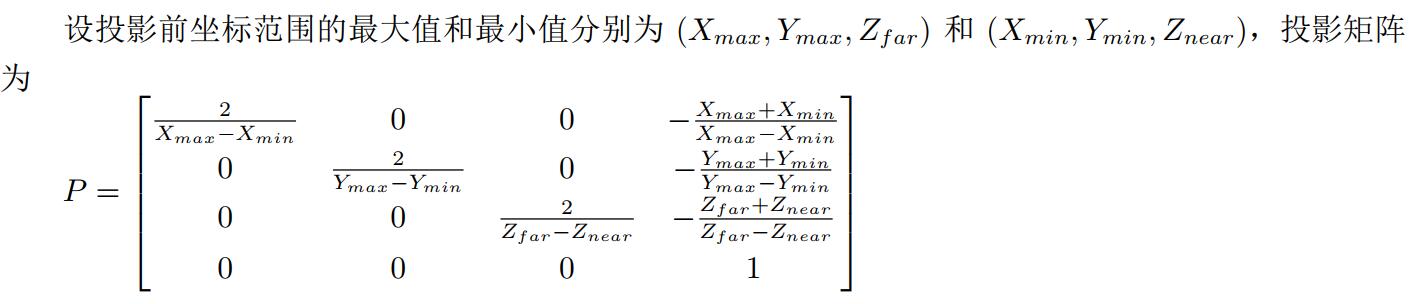 设投影前坐标范围的最大值和最小值分别为 (X_{max}, Y_{max}, Z_{far}) 和 (X_{min}, Y_{min}, Z_{near})，投影矩阵
为
P = \begin{bmatrix} \frac{2}{X_{max}-X_{min}} & 0 & 0 & -\frac{X_{max}+X_{min}}{X_{max}-X_{min}} \\
0 & \frac{2}{Y_{max}-Y_{min}} & 0 & -\frac{Y_{max}+Y_{min}}{Y_{max}-Y_{min}} \\
0 & 0 & \frac{2}{Z_{far}-Z_{near}} & -\frac{Z_{far}+Z_{near}}{Z_{far}-Z_{near}} \\
0 & 0 & 0 & 1 \end{bmatrix}